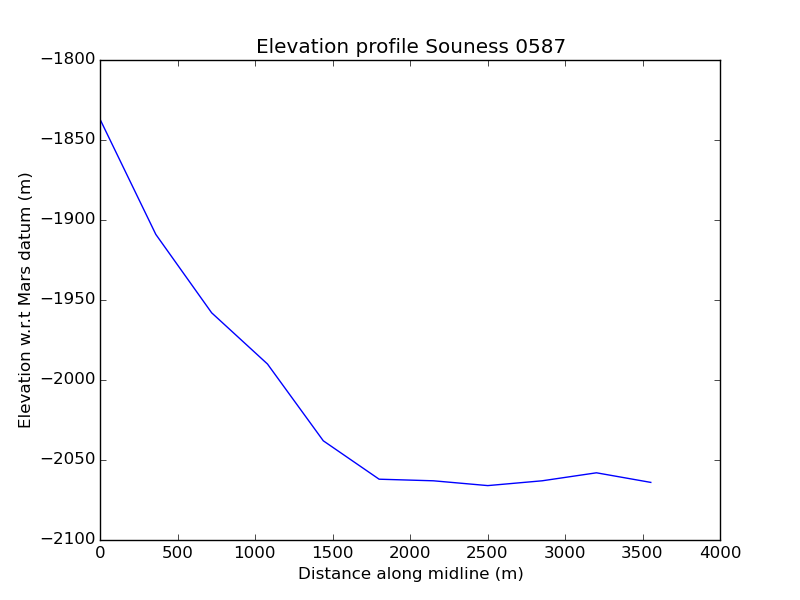 Elevation profile Souness 0587
−1800
−1850
−1900
−1950
−2000
−2050
−2100
Elevation w.r.t Mars datum (m)
0 500 1000 1500 2000 2500 3000 3500 4000
Distance along midline (m)